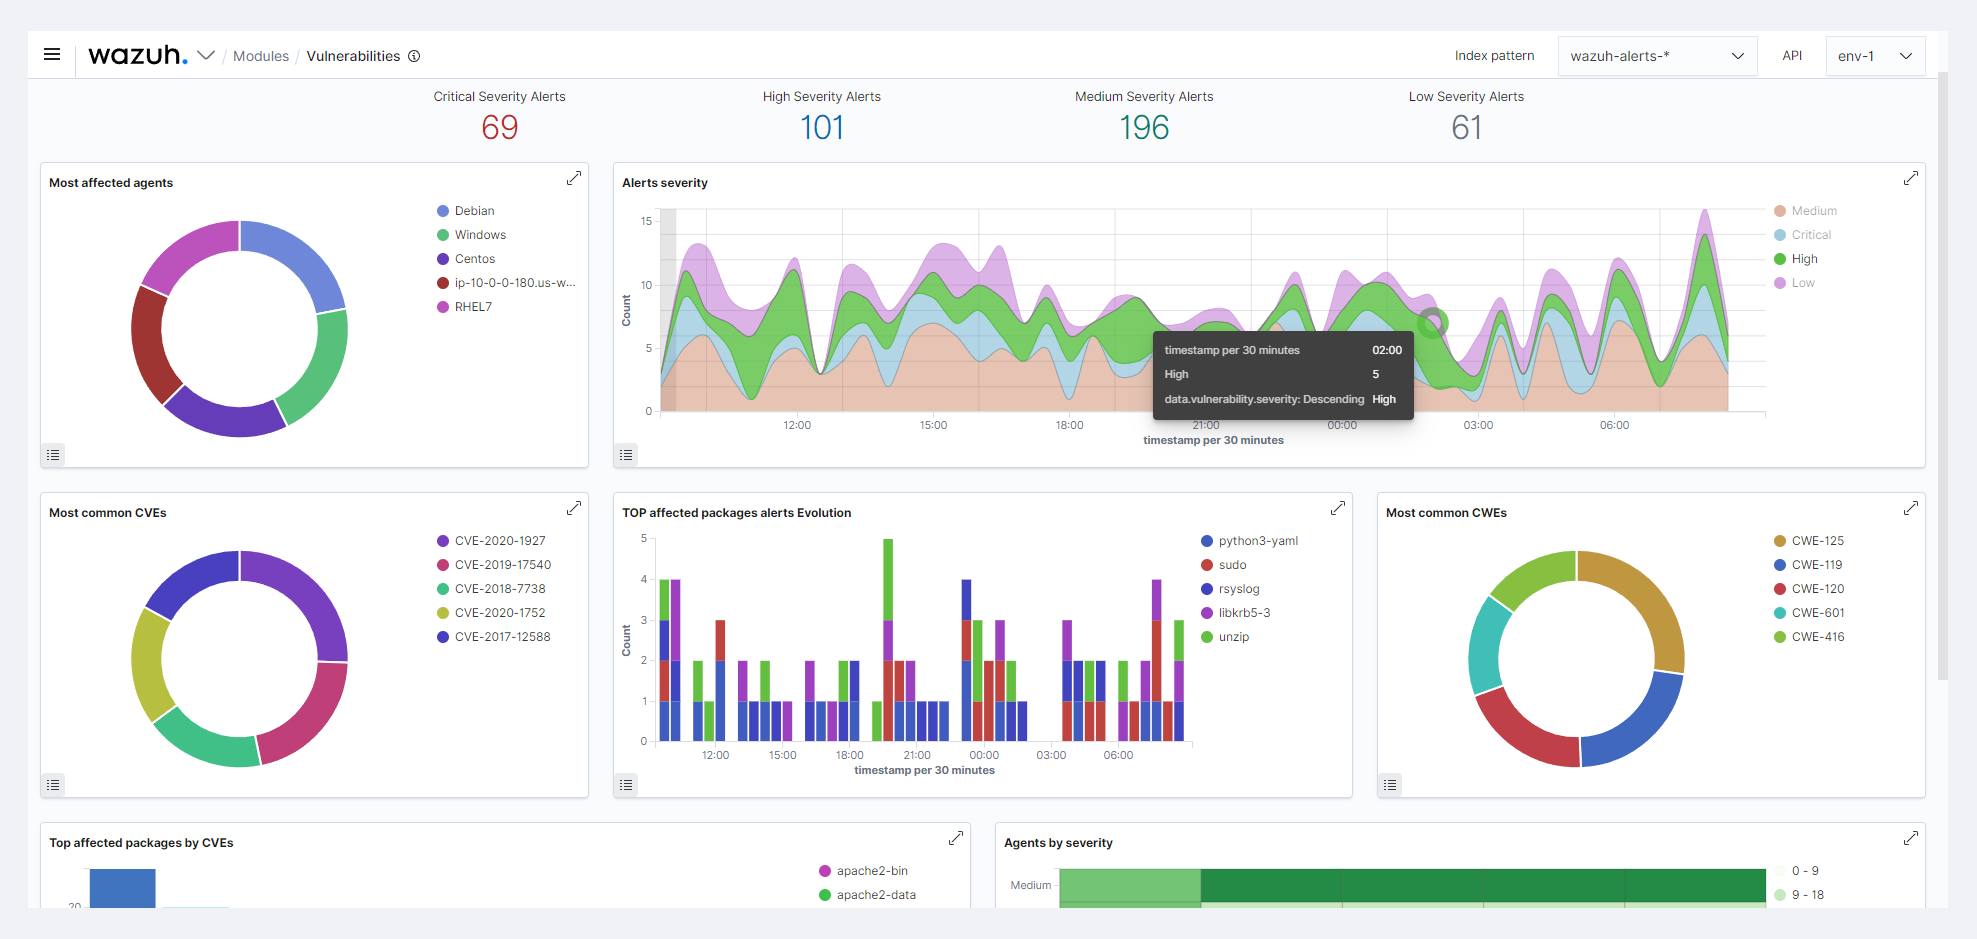 wazuh. / Modules / Vulnerabilities
Index pattern wazuh-alerts-* API env-1
Critical Severity Alerts
69
High Severity Alerts
101
Medium Severity Alerts
196
Low Severity Alerts
61
Most affected agents
Debian
Windows
Centos
ip-10-0-0-180.us-w...
RHEL7
Alerts severity
15
10
5
0
Count
12:00 15:00 18:00 21:00 00:00 03:00 06:00
timestamp per 30 minutes
timestamp per 30 minutes 02:00
High 5
data.vulnerability.severity: Descending High
Medium
Critical
High
Low
Most common CVEs
CVE-2020-1927
CVE-2019-17540
CVE-2018-7738
CVE-2020-1752
CVE-2017-12588
TOP affected packages alerts Evolution
5
4
3
2
1
0
Count
12:00 15:00 18:00 21:00 00:00 03:00 06:00
timestamp per 30 minutes
python3-yaml
sudo
rsyslog
libkrb5-3
unzip
Most common CWEs
CWE-125
CWE-119
CWE-120
CWE-601
CWE-416
Top affected packages by CVEs
20
apache2-bin
apache2-data
Agents by severity
Medium
0 - 9
9 - 18